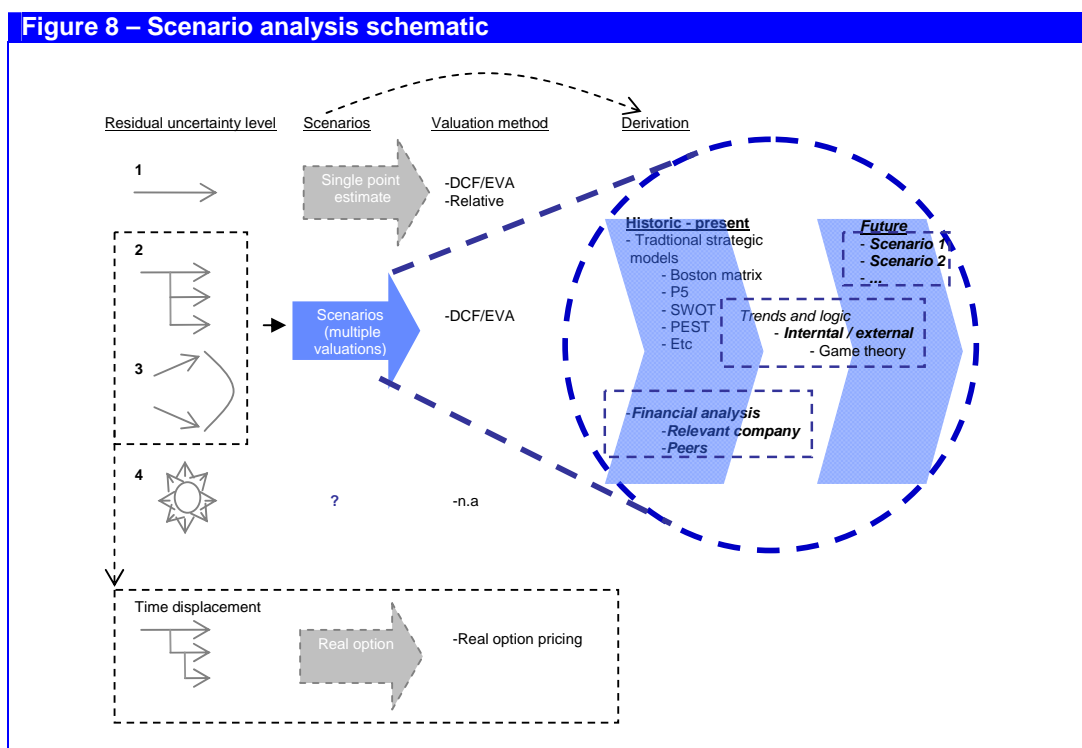 Figure 8 – Scenario analysis schematic
Residual uncertainty level
Scenarios
Valuation method
Derivation
1
Single point
estimate
-DCF/EVA
-Relative
2
3
Scenarios
(multiple
valuations)
-DCF/EVA
4
?
-n.a
Historic - present
- Tradtional strategic
models
- Boston matrix
- P5
- SWOT
- PEST
- Etc
Future
- Scenario 1
- Scenario 2
- ...
Trends and logic
- Interntal / external
- Game theory
-Financial analysis
-Relevant company
-Peers
Time displacement
Real option
-Real option pricing